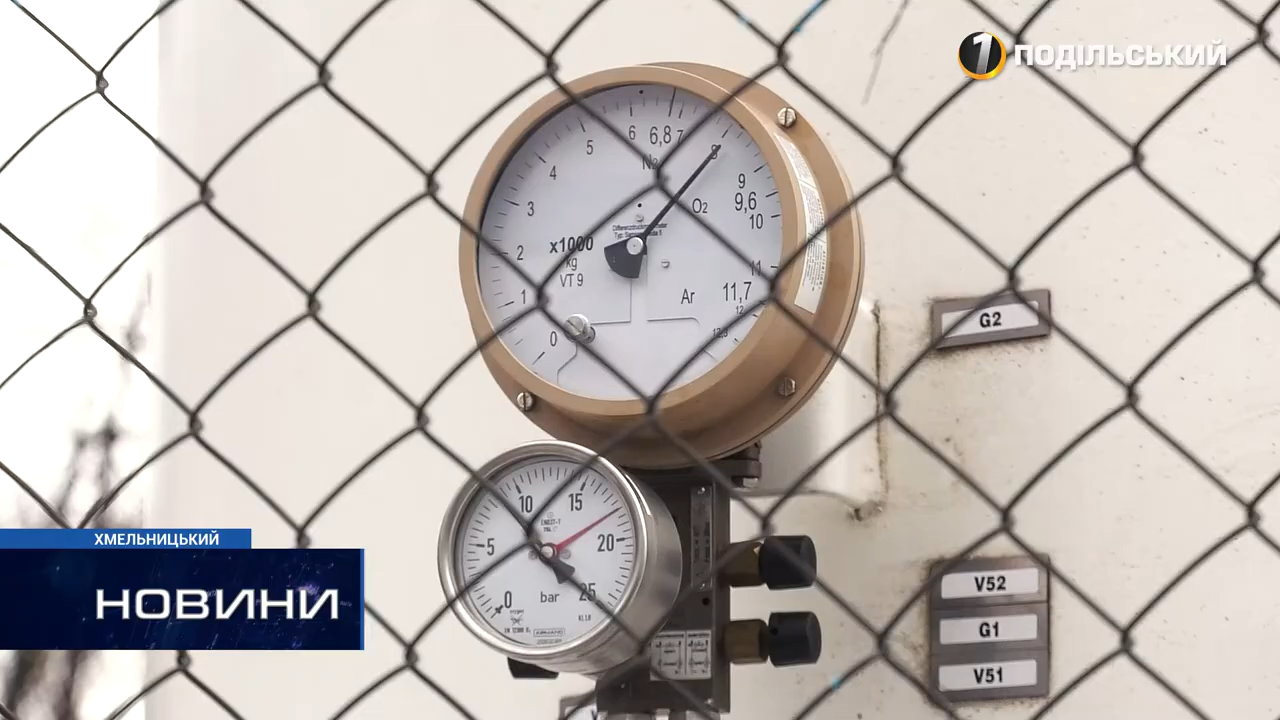 1 ПОДІЛЬСЬКИЙ
6 6,8 7
5 N₂ 8
4
9
3 O₂ 9,6
10
x1000
2 kg 11
VT 9
1 Ar 11,7
12
0 12,9
G2
10 15
5 20
0 bar 25
V52
G1
V51
ХМЕЛЬНИЦЬКИЙ
НОВИНИ